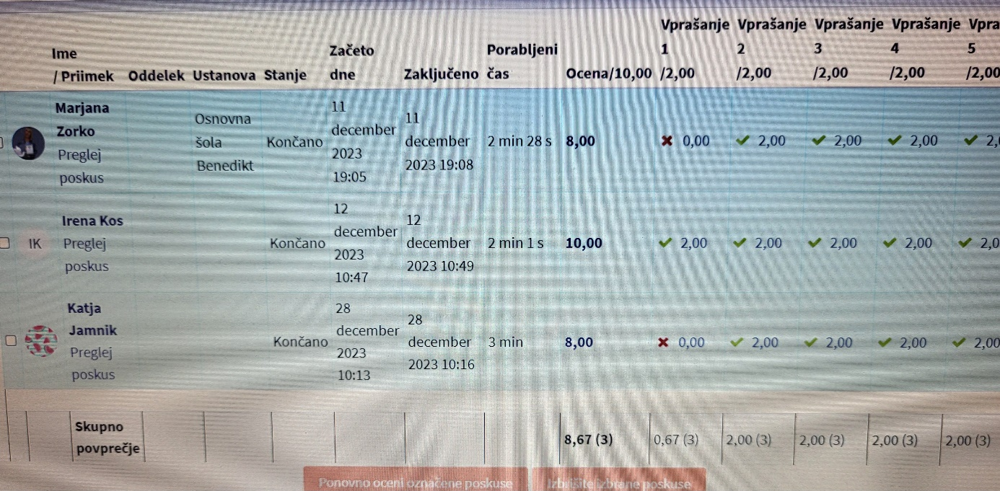 Ime / Priimek Oddelek Ustanova Stanje Začeto dne Zaključeno Porabljeni čas Ocena/10,00 Vprašanje 1 /2,00 Vprašanje 2 /2,00 Vprašanje 3 /2,00 Vprašanje 4 /2,00 5 /2,00
Marjana Zorko Preglej poskus Osnovna šola Benedikt Končano 11 december 2023 19:05 11 december 2023 19:08 2 min 28 s 8,00 0,00 2,00 2,00 2,00
IK Irena Kos Preglej poskus Končano 12 december 2023 10:47 12 december 2023 10:49 2 min 1 s 10,00 2,00 2,00 2,00 2,00 2,0
Katja Jamnik Preglej poskus Končano 28 december 2023 10:13 28 december 2023 10:16 3 min 8,00 0,00 2,00 2,00 2,00 2,00
Skupno povprečje 8,67 (3) 0,67 (3) 2,00 (3) 2,00 (3) 2,00 (3) 2,00 (3)
Ponovno oceni označene poskuse Izbrišite izbrane poskuse